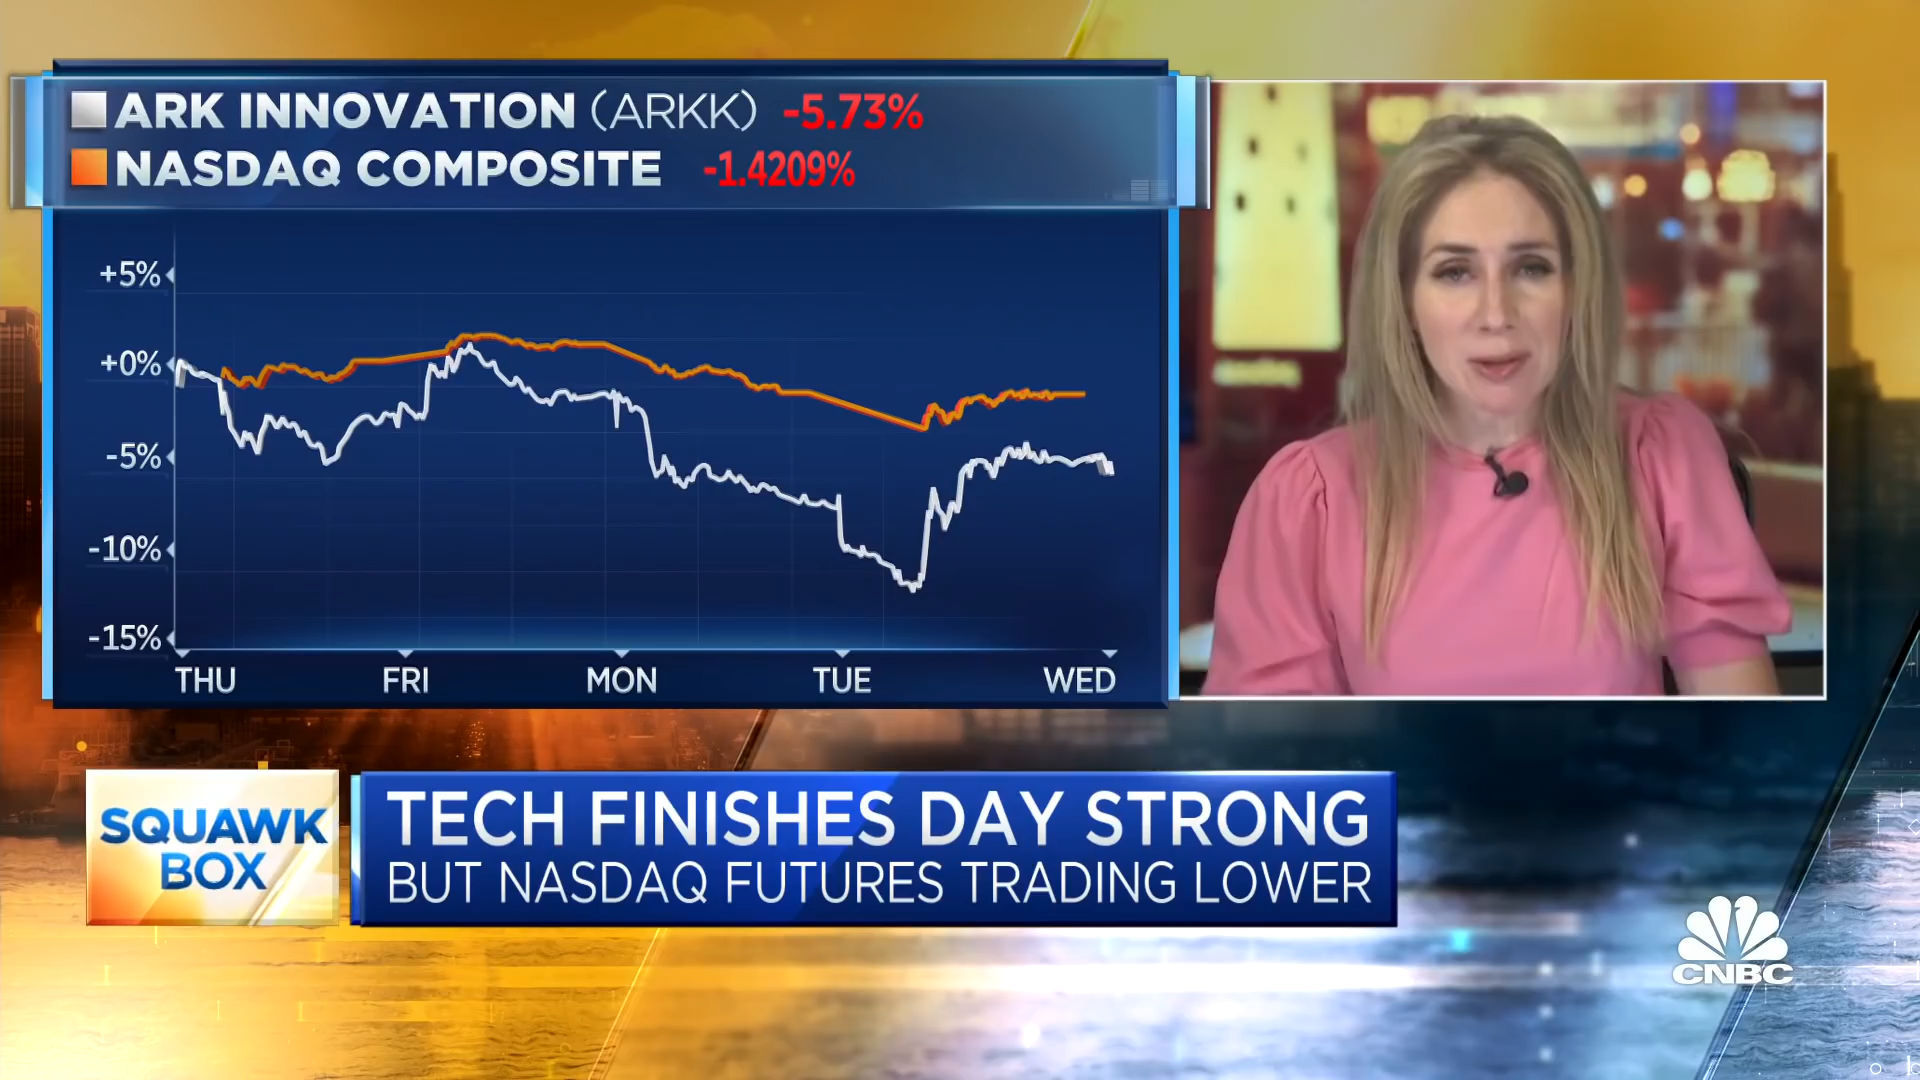 ARK INNOVATION (ARKK) -5.73%
NASDAQ COMPOSITE -1.4209%
+5%
+0%
-5%
-10%
-15%
THU FRI MON TUE WED
SQUAWK
BOX
TECH FINISHES DAY STRONG
BUT NASDAQ FUTURES TRADING LOWER
CNBC